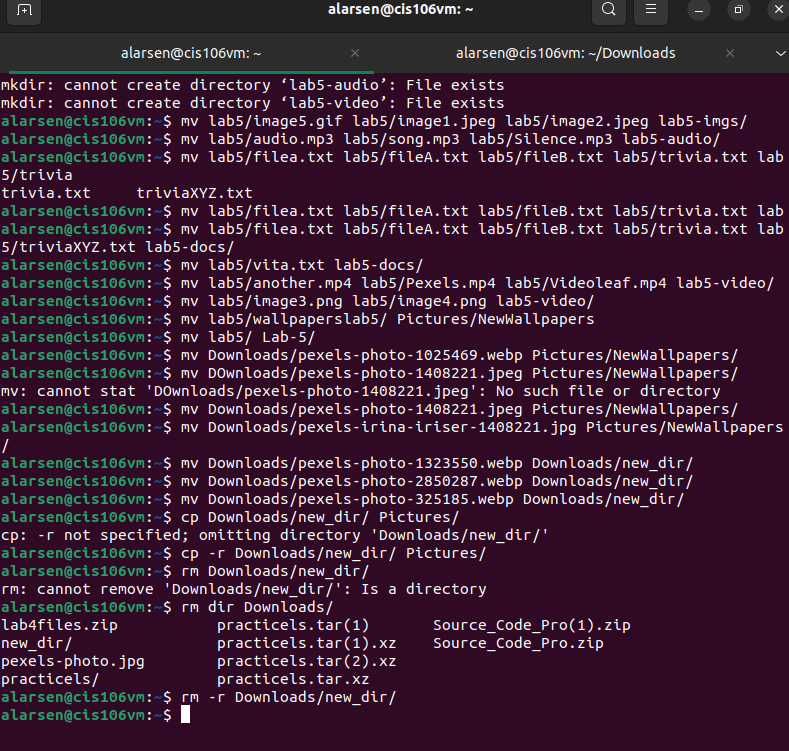 alarsen@cis106vm: ~
alarsen@cis106vm: ~
alarsen@cis106vm: ~/Downloads
mkdir: cannot create directory ‘lab5-audio’: File exists
mkdir: cannot create directory ‘lab5-video’: File exists
alarsen@cis106vm:~$ mv lab5/image5.gif lab5/image1.jpeg lab5/image2.jpeg lab5-imgs/
alarsen@cis106vm:~$ mv lab5/audio.mp3 lab5/song.mp3 lab5/Silence.mp3 lab5-audio/
alarsen@cis106vm:~$ mv lab5/filea.txt lab5/fileA.txt lab5/fileB.txt lab5/trivia.txt lab
5/trivia
trivia.txt     triviaXYZ.txt
alarsen@cis106vm:~$ mv lab5/filea.txt lab5/fileA.txt lab5/fileB.txt lab5/trivia.txt lab
alarsen@cis106vm:~$ mv lab5/filea.txt lab5/fileA.txt lab5/fileB.txt lab5/trivia.txt lab
5/triviaXYZ.txt lab5-docs/
alarsen@cis106vm:~$ mv lab5/vita.txt lab5-docs/
alarsen@cis106vm:~$ mv lab5/another.mp4 lab5/Pexels.mp4 lab5/Videoleaf.mp4 lab5-video/
alarsen@cis106vm:~$ mv lab5/image3.png lab5/image4.png lab5-video/
alarsen@cis106vm:~$ mv lab5/wallpaperslab5/ Pictures/NewWallpapers
alarsen@cis106vm:~$ mv lab5/ Lab-5/
alarsen@cis106vm:~$ mv Downloads/pexels-photo-1025469.webp Pictures/NewWallpapers/
alarsen@cis106vm:~$ mv DOwnloads/pexels-photo-1408221.jpeg Pictures/NewWallpapers/
mv: cannot stat 'DOwnloads/pexels-photo-1408221.jpeg': No such file or directory
alarsen@cis106vm:~$ mv Downloads/pexels-photo-1408221.jpeg Pictures/NewWallpapers/
alarsen@cis106vm:~$ mv Downloads/pexels-irina-iriser-1408221.jpg Pictures/NewWallpapers
/
alarsen@cis106vm:~$ mv Downloads/pexels-photo-1323550.webp Downloads/new_dir/
alarsen@cis106vm:~$ mv Downloads/pexels-photo-2850287.webp Downloads/new_dir/
alarsen@cis106vm:~$ mv Downloads/pexels-photo-325185.webp Downloads/new_dir/
alarsen@cis106vm:~$ cp Downloads/new_dir/ Pictures/
cp: -r not specified; omitting directory 'Downloads/new_dir/'
alarsen@cis106vm:~$ cp -r Downloads/new_dir/ Pictures/
alarsen@cis106vm:~$ rm Downloads/new_dir/
rm: cannot remove 'Downloads/new_dir/': Is a directory
alarsen@cis106vm:~$ rm dir Downloads/
lab4files.zip           practicels.tar(1)       Source_Code_Pro(1).zip
new_dir/                practicels.tar(1).xz    Source_Code_Pro.zip
pexels-photo.jpg        practicels.tar(2).xz
practicels/             practicels.tar.xz
alarsen@cis106vm:~$ rm -r Downloads/new_dir/
alarsen@cis106vm:~$